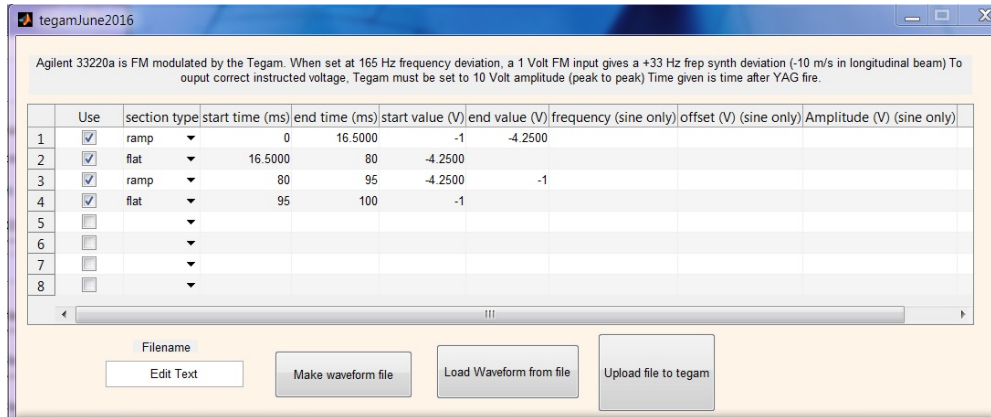 tegamJune2016
Agilent 33220a is FM modulated by the Tegam. When set at 165 Hz frequency deviation, a 1 Volt FM input gives a +33 Hz frep synth deviation (-10 m/s in longitudinal beam) To
ouput correct instructed voltage, Tegam must be set to 10 Volt amplitude (peak to peak) Time given is time after YAG fire.
Use section type start time (ms) end time (ms) start value (V) end value (V) frequency (sine only) offset (V) (sine only) Amplitude (V) (sine only)
1 ramp 0 16.5000 -1 -4.2500
2 flat 16.5000 80 -4.2500
3 ramp 80 95 -4.2500 -1
4 flat 95 100 -1
5
6
7
8
Filename
Edit Text
Make waveform file
Load Waveform from file
Upload file to tegam